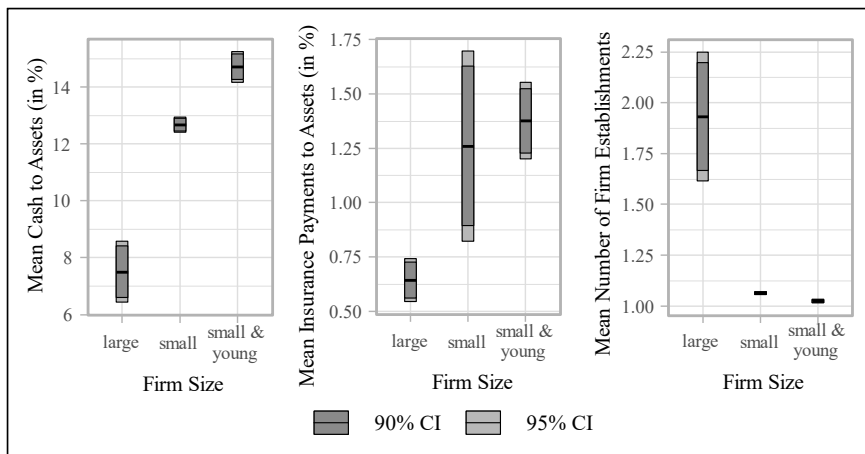 Mean Cash to Assets (in %)
14
12
10
8
6
large
small
small &
young
Firm Size
Mean Insurance Payments to Assets (in %)
1.75
1.50
1.25
1.00
0.75
0.50
large
small
small &
young
Firm Size
Mean Number of Firm Establishments
2.25
2.00
1.75
1.50
1.25
1.00
large
small
small &
young
Firm Size
90% CI
95% CI